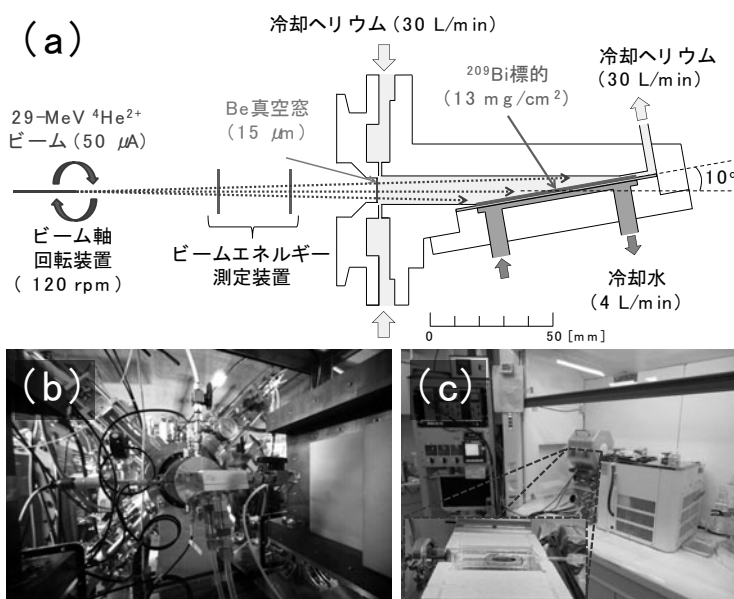 (a)
冷却ヘリウム (30 L/min)
冷却ヘリウム
(30 L/min)
²⁰⁹Bi標的
(13 mg/cm²)
Be真空窓
(15 μm)
29-MeV ⁴He²⁺
ビーム (50 μA)
10°
ビーム軸
回転装置
(120 rpm)
ビームエネルギー
測定装置
冷却水
(4 L/min)
0 50 [mm]
(b)
(c)